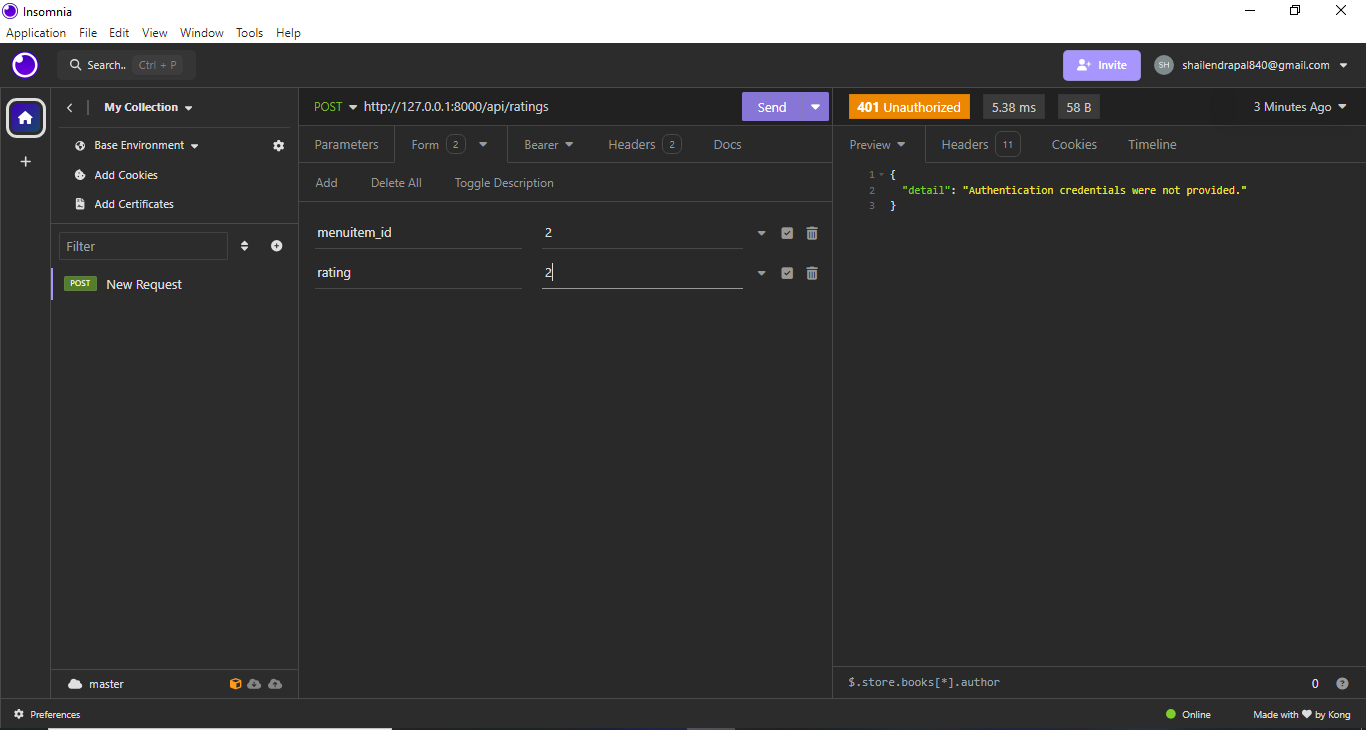 Insomnia
Application File Edit View Window Tools Help
Search.. Ctrl + P
Invite SH shailendrapal840@gmail.com
My Collection
Base Environment
Add Cookies
Add Certificates
Filter
POST New Request
master
POST http://127.0.0.1:8000/api/ratings Send
Parameters Form 2 Bearer Headers 2 Docs
Add Delete All Toggle Description
menuitem_id 2
rating 2
401 Unauthorized 5.38 ms 58 B 3 Minutes Ago
Preview Headers 11 Cookies Timeline
1 {
2 "detail": "Authentication credentials were not provided."
3 }
$.store.books[*].author 0 ?
Preferences Online Made with ❤ by Kong